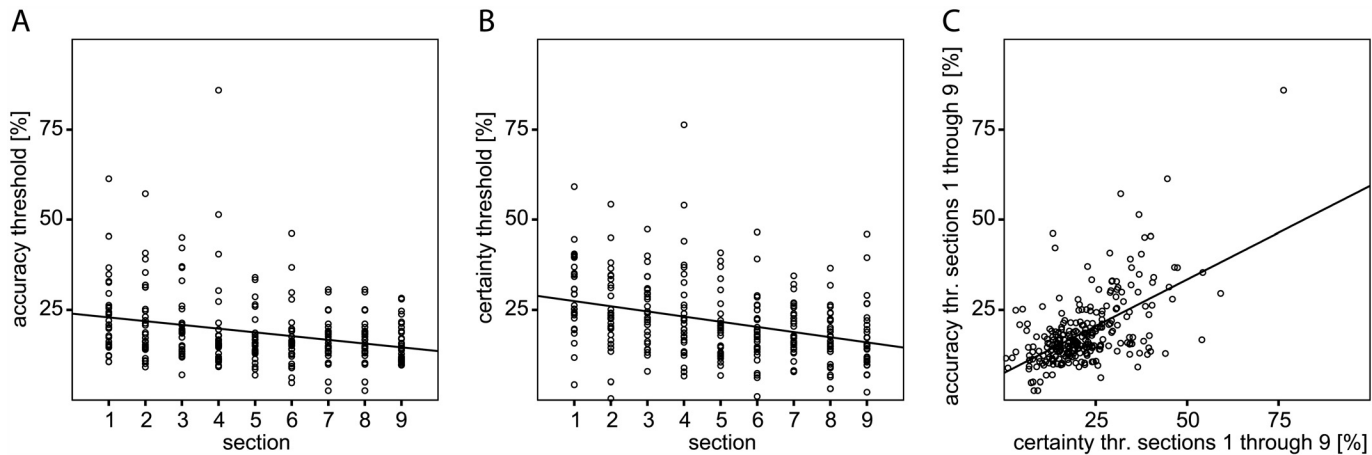 A
accuracy threshold [%]
75
50
25
1 2 3 4 5 6 7 8 9
section
B
certainty threshold [%]
75
50
25
1 2 3 4 5 6 7 8 9
section
C
accuracy thr. sections 1 through 9 [%]
75
50
25
25 50 75
certainty thr. sections 1 through 9 [%]